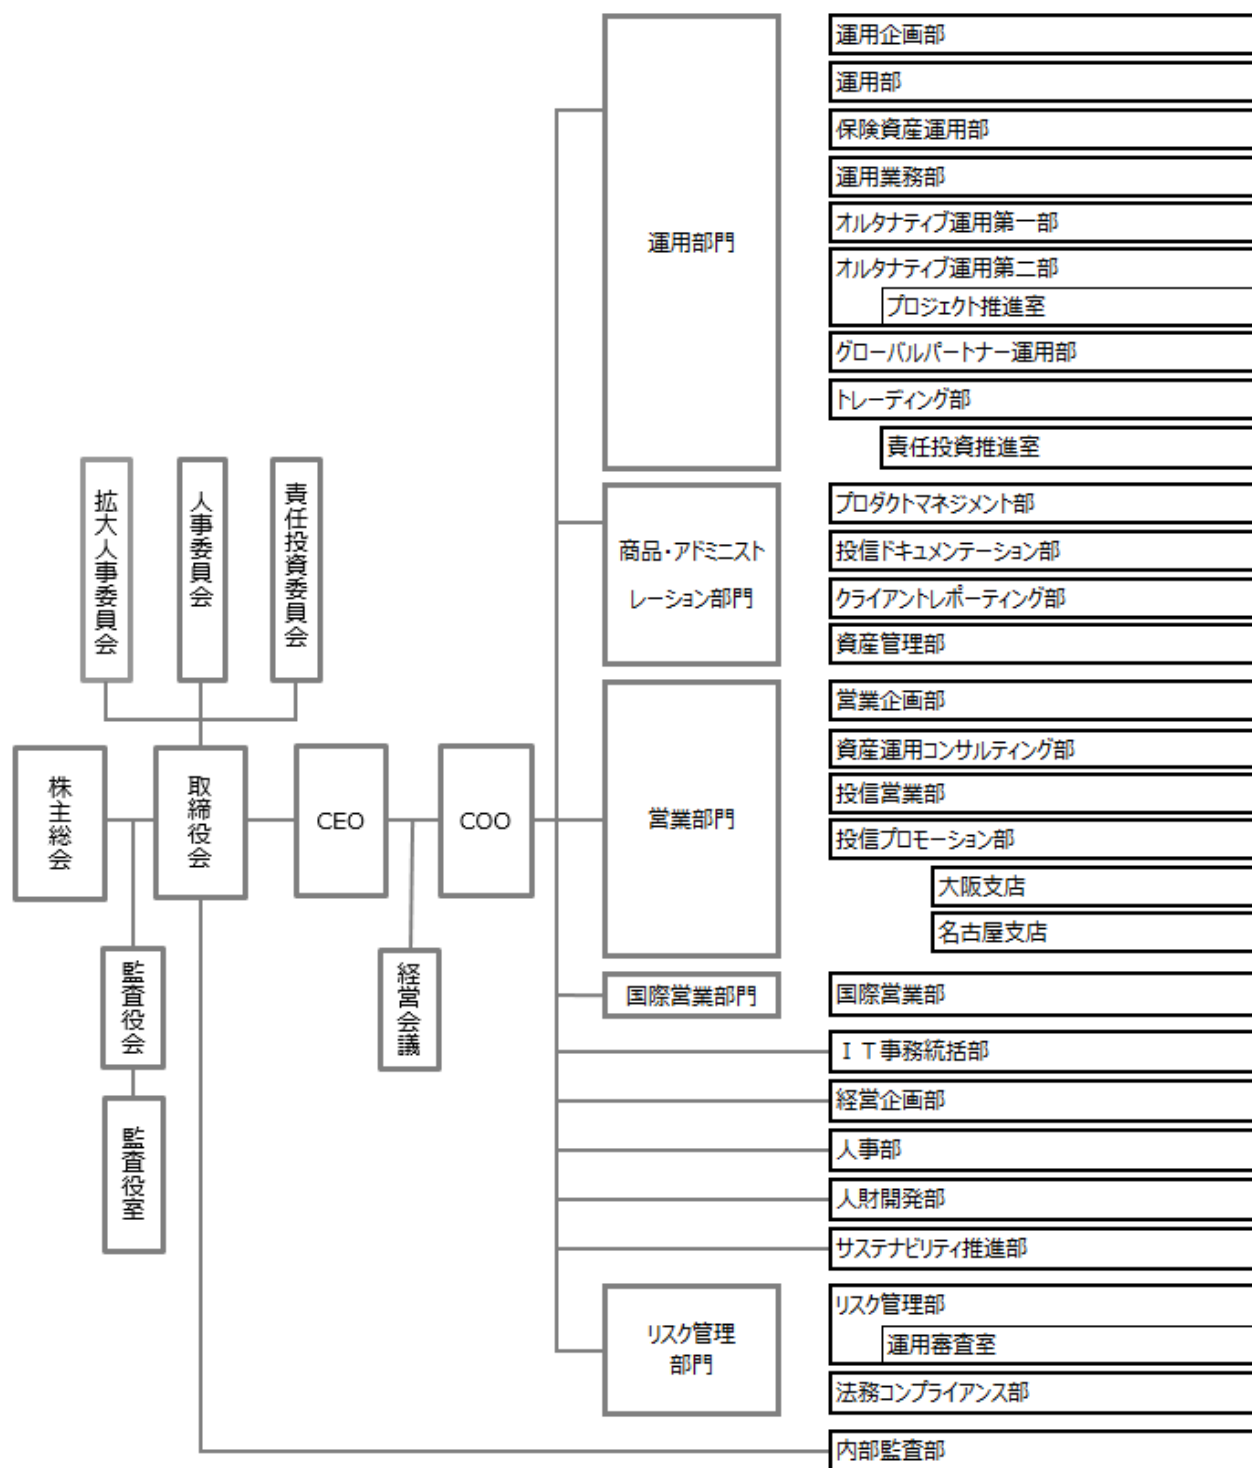 拡大人事委員会
人事委員会
責任投資委員会
株主総会
取締役会
CEO
COO
監査役会
監査役室
経営会議
運用部門
運用企画部
運用部
保険資産運用部
運用業務部
オルタナティブ運用第一部
オルタナティブ運用第二部
プロジェクト推進室
グローバルパートナー運用部
トレーディング部
責任投資推進室
商品・アドミニスト
レーション部門
プロダクトマネジメント部
投信ドキュメンテーション部
クライアントレポーティング部
資産管理部
営業部門
営業企画部
資産運用コンサルティング部
投信営業部
投信プロモーション部
大阪支店
名古屋支店
国際営業部門
国際営業部
ＩＴ事務統括部
経営企画部
人事部
人財開発部
サステナビリティ推進部
リスク管理
部門
リスク管理部
運用審査室
法務コンプライアンス部
内部監査部